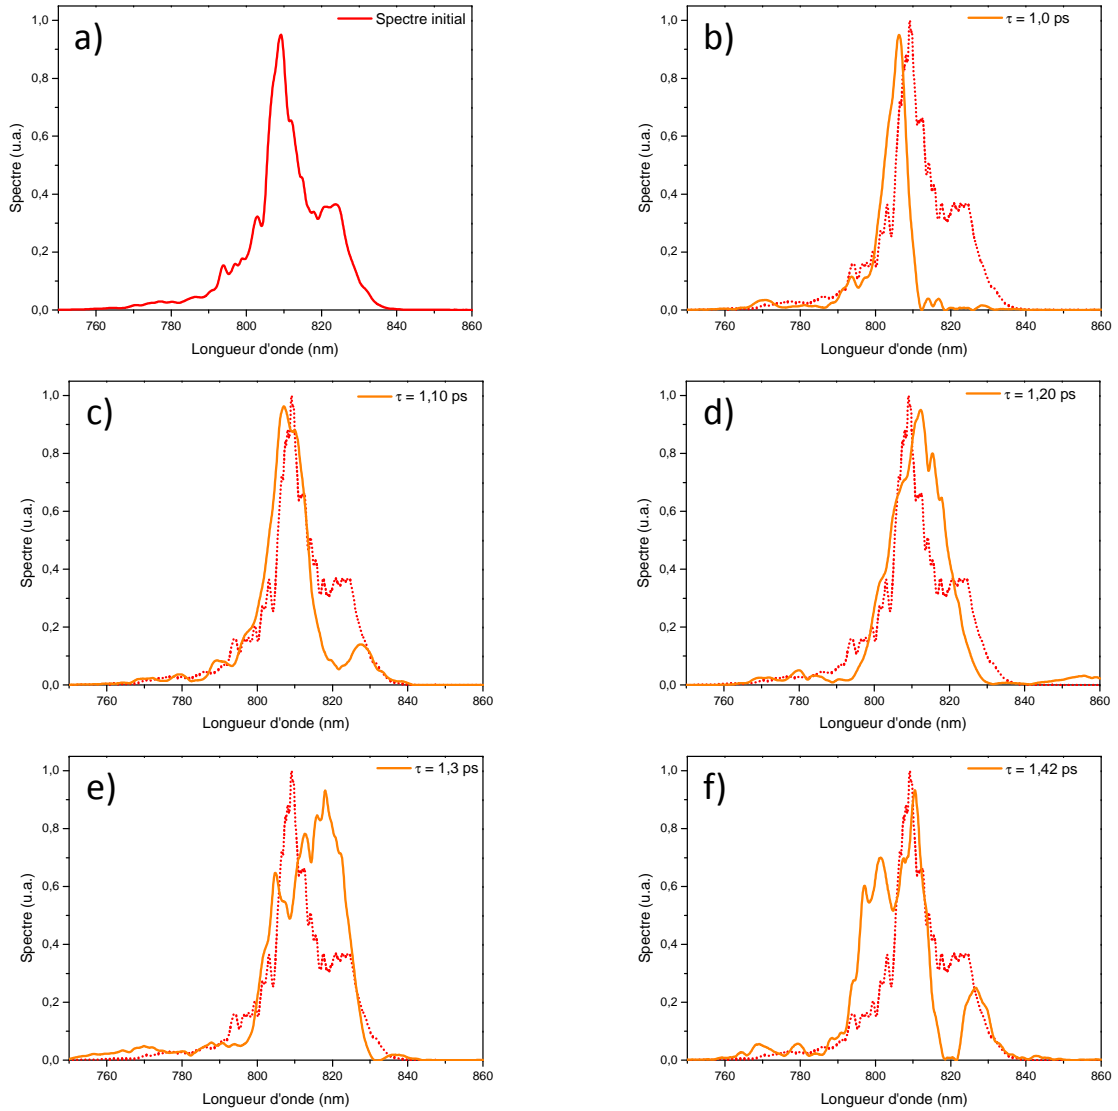 a)
Spectre initial
1,0
0,8
0,6
0,4
0,2
0,0
Spectre (u.a.)
760 780 800 820 840 860
Longueur d'onde (nm)
b)
τ = 1,0 ps
1,0
0,8
0,6
0,4
0,2
0,0
Spectre (u.a.)
760 780 800 820 840 860
Longueur d'onde (nm)
c)
τ = 1,10 ps
1,0
0,8
0,6
0,4
0,2
0,0
Spectre (u.a.)
760 780 800 820 840 860
Longueur d'onde (nm)
d)
τ = 1,20 ps
1,0
0,8
0,6
0,4
0,2
0,0
Spectre (u.a.)
760 780 800 820 840 860
Longueur d'onde (nm)
e)
τ = 1,3 ps
1,0
0,8
0,6
0,4
0,2
0,0
Spectre (u.a.)
760 780 800 820 840 860
Longueur d'onde (nm)
f)
τ = 1,42 ps
1,0
0,8
0,6
0,4
0,2
0,0
Spectre (u.a.)
760 780 800 820 840 860
Longueur d'onde (nm)